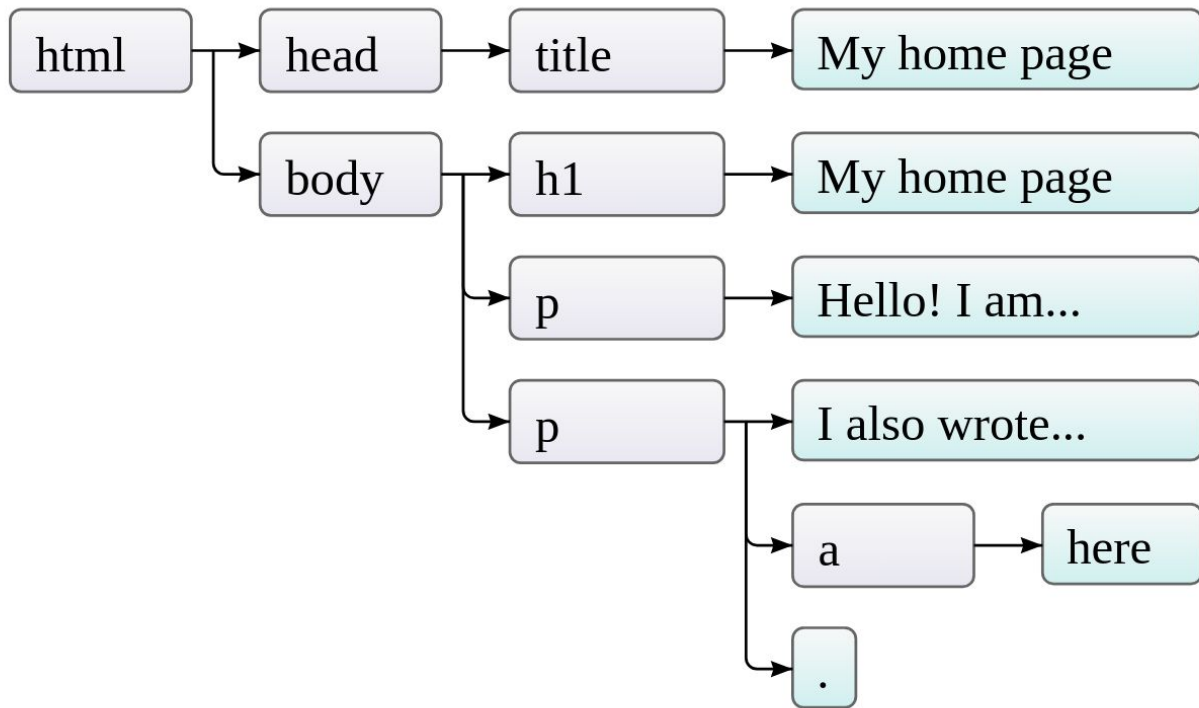 html head title My home page
body h1 My home page
p Hello! I am...
p I also wrote...
a here
.